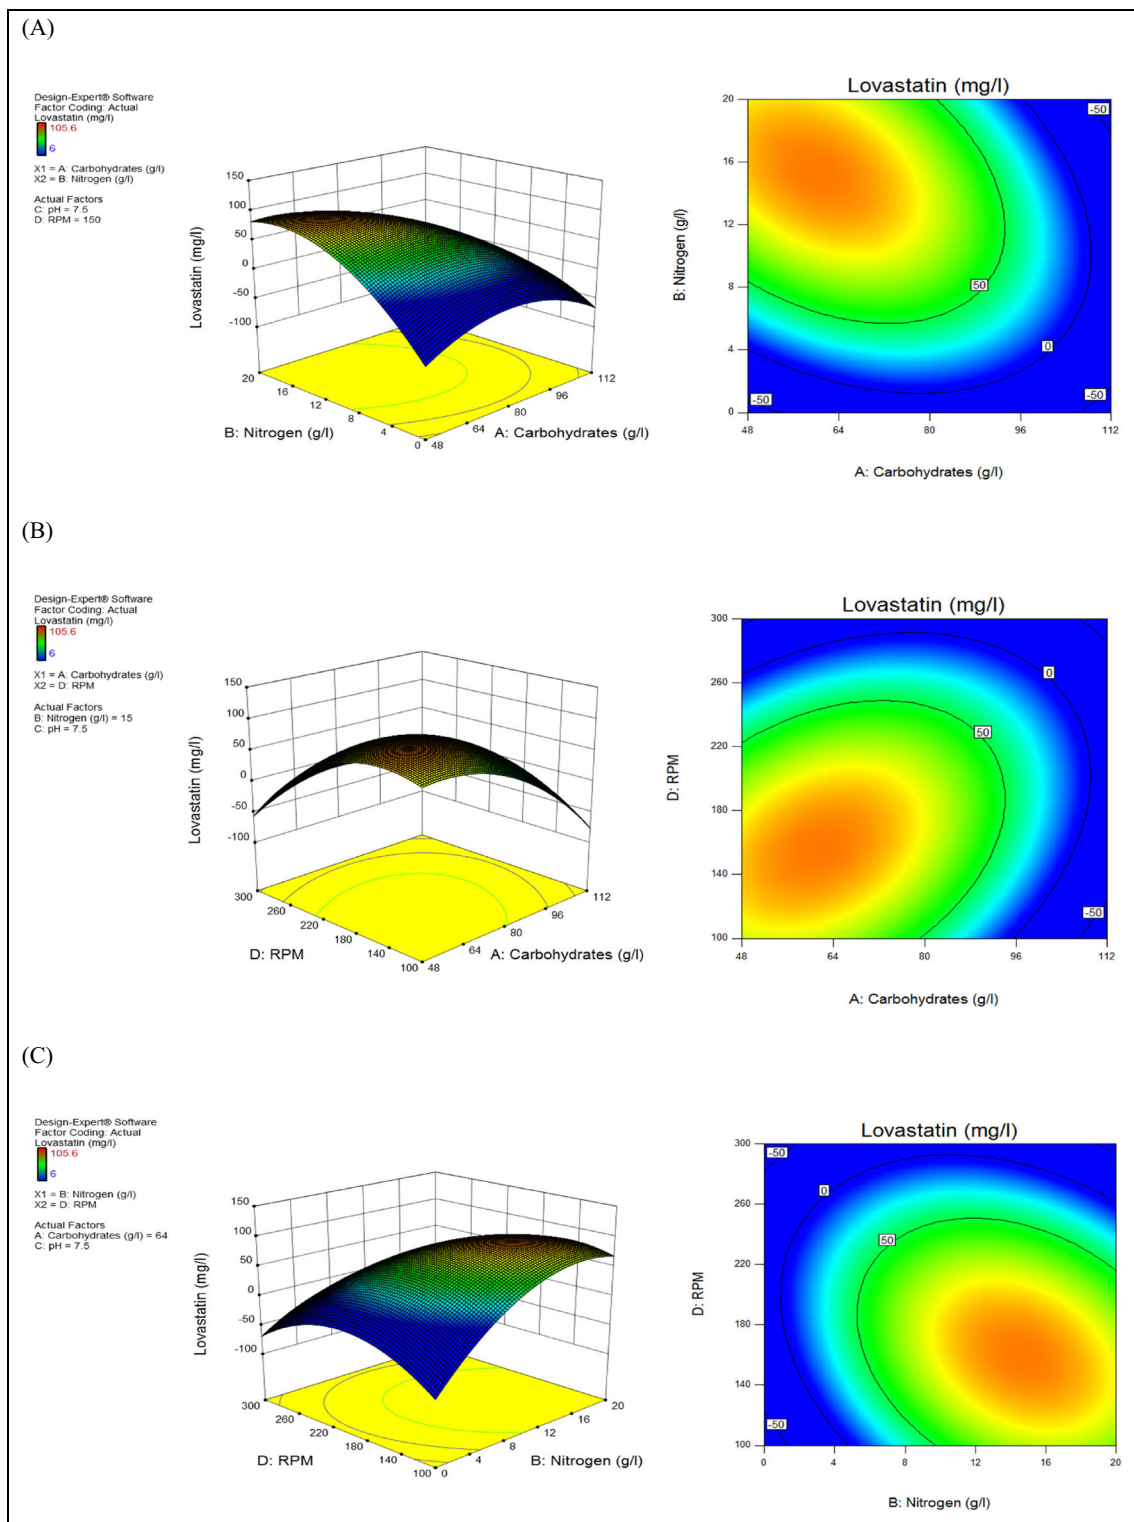 (A)
Design-Expert® Software
Factor Coding: Actual
Lovastatin (mg/l)
105.6
6
X1 = A: Carbohydrates (g/l)
X2 = B: Nitrogen (g/l)
Actual Factors
C: pH = 7.5
D: RPM = 150
Lovastatin (mg/l)
150
100
50
0
-50
-100
20
16
12
8
4
0
48
64
80
96
112
B: Nitrogen (g/l)
A: Carbohydrates (g/l)
Lovastatin (mg/l)
B: Nitrogen (g/l)
20
16
12
8
4
0
48
64
80
96
112
-50
50
0
-50
-50
A: Carbohydrates (g/l)
(B)
Design-Expert® Software
Factor Coding: Actual
Lovastatin (mg/l)
105.6
6
X1 = A: Carbohydrates (g/l)
X2 = D: RPM
Actual Factors
B: Nitrogen (g/l) = 15
C: pH = 7.5
Lovastatin (mg/l)
150
100
50
0
-50
-100
300
260
220
180
140
100
48
64
80
96
112
D: RPM
A: Carbohydrates (g/l)
Lovastatin (mg/l)
D: RPM
300
260
220
180
140
100
48
64
80
96
112
0
50
-50
A: Carbohydrates (g/l)
(C)
Design-Expert® Software
Factor Coding: Actual
Lovastatin (mg/l)
105.6
6
X1 = B: Nitrogen (g/l)
X2 = D: RPM
Actual Factors
A: Carbohydrates (g/l) = 64
C: pH = 7.5
Lovastatin (mg/l)
150
100
50
0
-50
-100
300
260
220
180
140
100
0
4
8
12
16
20
D: RPM
B: Nitrogen (g/l)
Lovastatin (mg/l)
D: RPM
300
260
220
180
140
100
0
4
8
12
16
20
-50
0
50
-50
B: Nitrogen (g/l)